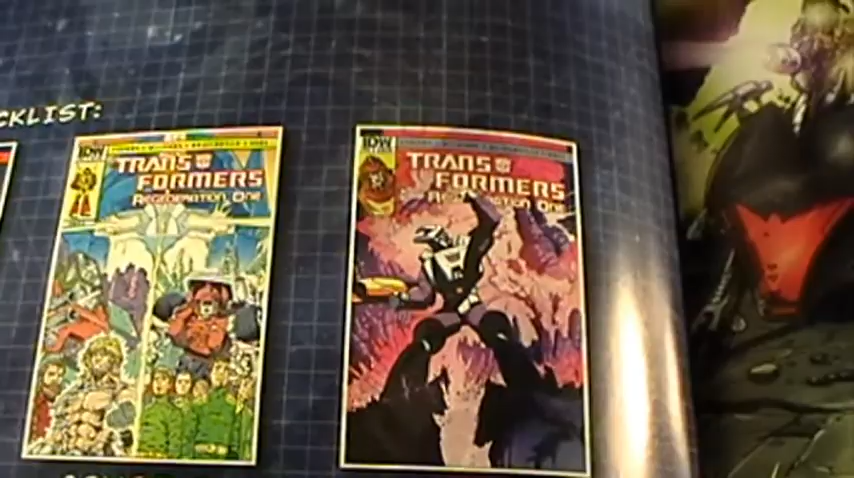 CKLIST:
IDW
TRANS
FORMERS
REGENERATION ONE
IDW
TRANS
FORMERS
REGENERATION ONE